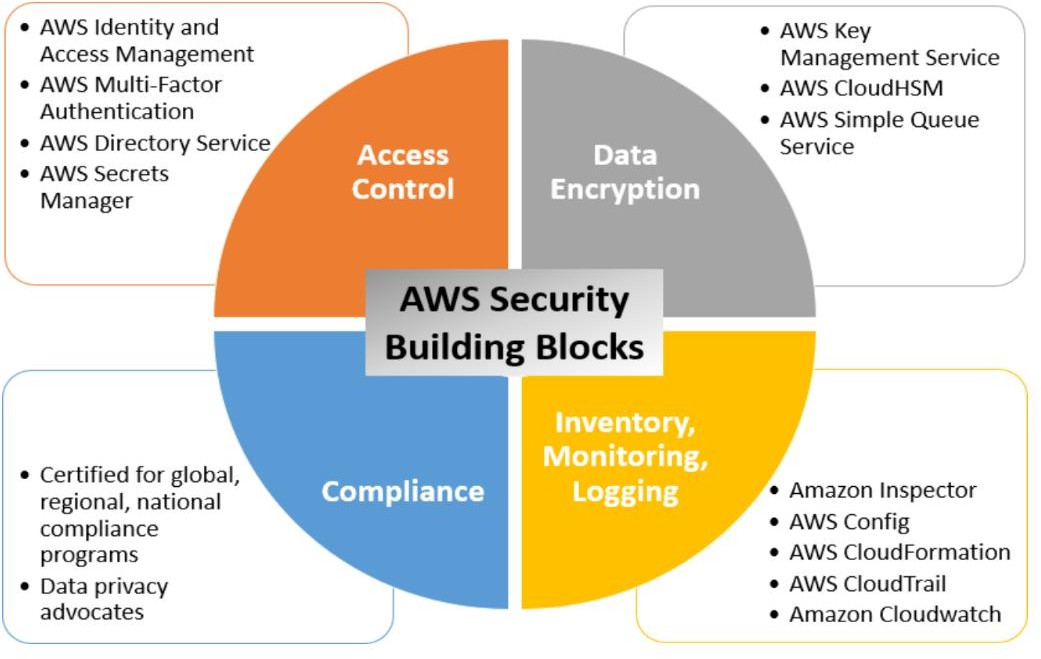 • AWS Identity and
Access Management
• AWS Multi-Factor
Authentication
• AWS Directory Service
• AWS Secrets
Manager
Access
Control
Data
Encryption
• AWS Key
Management Service
• AWS CloudHSM
• AWS Simple Queue
Service
AWS Security
Building Blocks
• Certified for global,
regional, national
compliance
programs
• Data privacy
advocates
Compliance
Inventory,
Monitoring,
Logging
• Amazon Inspector
• AWS Config
• AWS CloudFormation
• AWS CloudTrail
• Amazon Cloudwatch